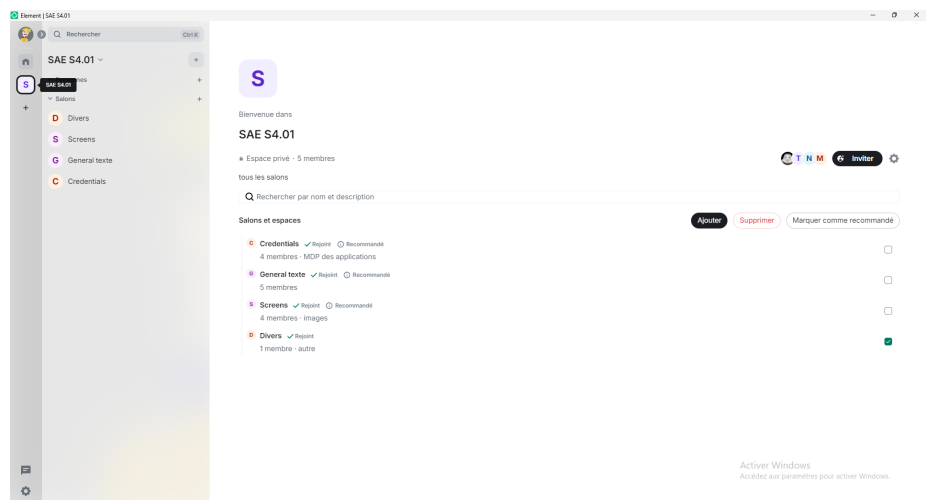 Element | SAE S4.01
Rechercher
Ctrl K
SAE S4.01
SAE S4.01
Salons
D Divers
S Screens
G General texte
C Credentials
S
S
Bienvenue dans
SAE S4.01
Espace privé · 5 membres
T N M
Inviter
tous les salons
Rechercher par nom et description
Salons et espaces
Ajouter
Supprimer
Marquer comme recommandé
C Credentials Rejoint Recommandé
4 membres · MDP des applications
G General texte Rejoint Recommandé
5 membres
S Screens Rejoint Recommandé
4 membres · images
D Divers Rejoint
1 membre · autre
Activer Windows
Accédez aux paramètres pour activer Windows.